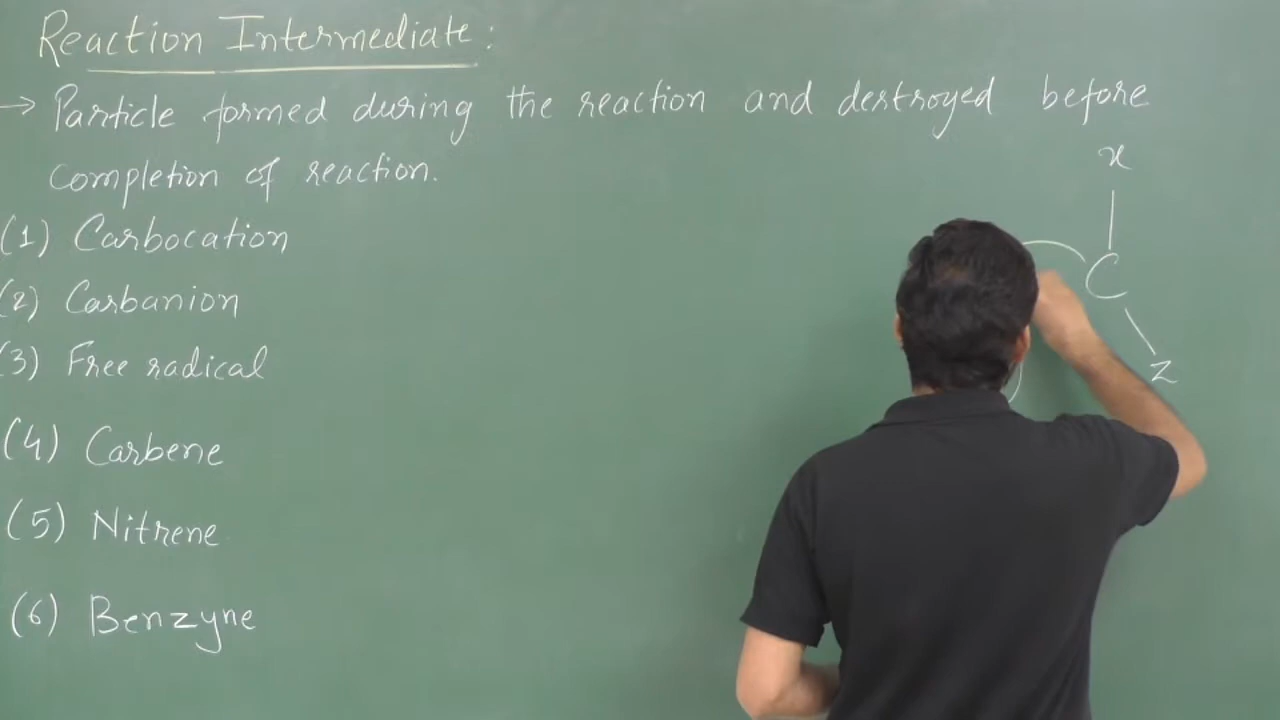 Reaction Intermediate:
→ Particle formed during the reaction and destroyed before
completion of reaction.
(1) Carbocation
(2) Carbanion
(3) Free radical
(4) Carbene
(5) Nitrene
(6) Benzyne
x
C
z